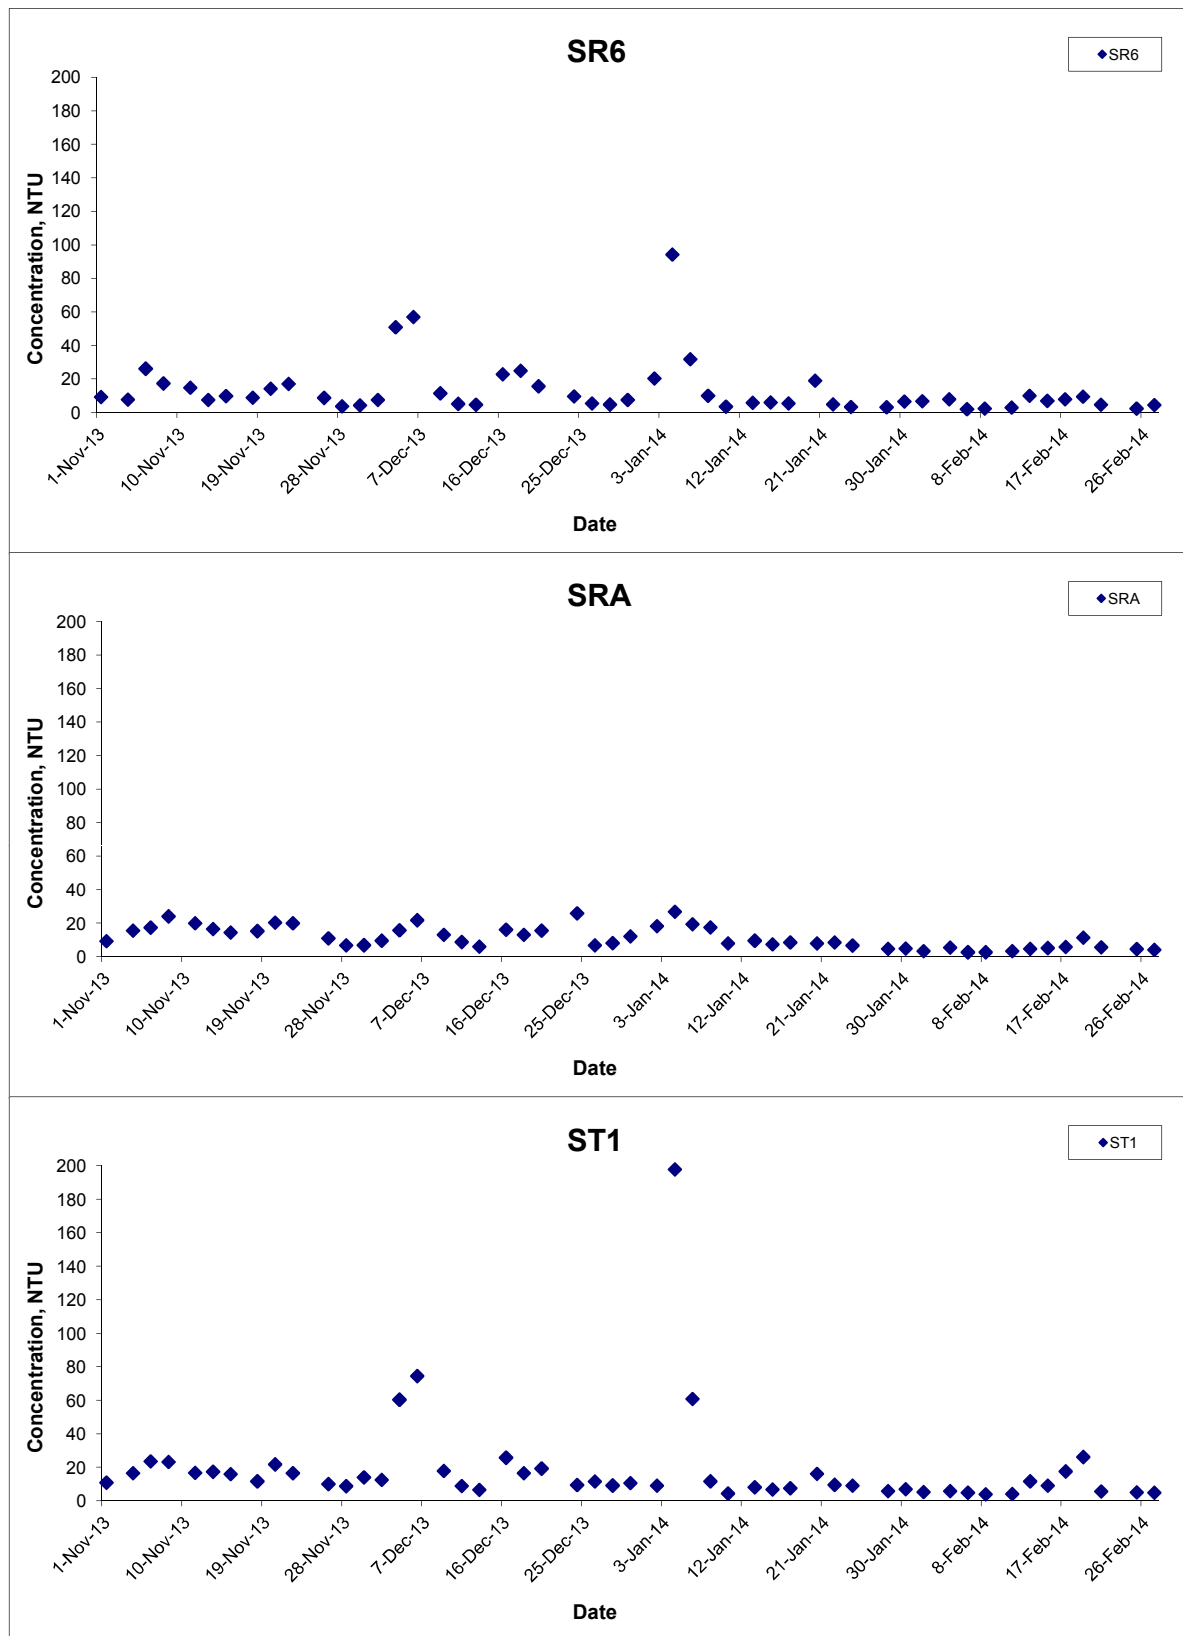 SR6
SR6
200
180
160
140
120
100
80
60
40
20
0
Concentration, NTU
1-Nov-13
10-Nov-13
19-Nov-13
28-Nov-13
7-Dec-13
16-Dec-13
25-Dec-13
3-Jan-14
12-Jan-14
21-Jan-14
30-Jan-14
8-Feb-14
17-Feb-14
26-Feb-14
Date
SRA
SRA
200
180
160
140
120
100
80
60
40
20
0
Concentration, NTU
1-Nov-13
10-Nov-13
19-Nov-13
28-Nov-13
7-Dec-13
16-Dec-13
25-Dec-13
3-Jan-14
12-Jan-14
21-Jan-14
30-Jan-14
8-Feb-14
17-Feb-14
26-Feb-14
Date
ST1
ST1
200
180
160
140
120
100
80
60
40
20
0
Concentration, NTU
1-Nov-13
10-Nov-13
19-Nov-13
28-Nov-13
7-Dec-13
16-Dec-13
25-Dec-13
3-Jan-14
12-Jan-14
21-Jan-14
30-Jan-14
8-Feb-14
17-Feb-14
26-Feb-14
Date